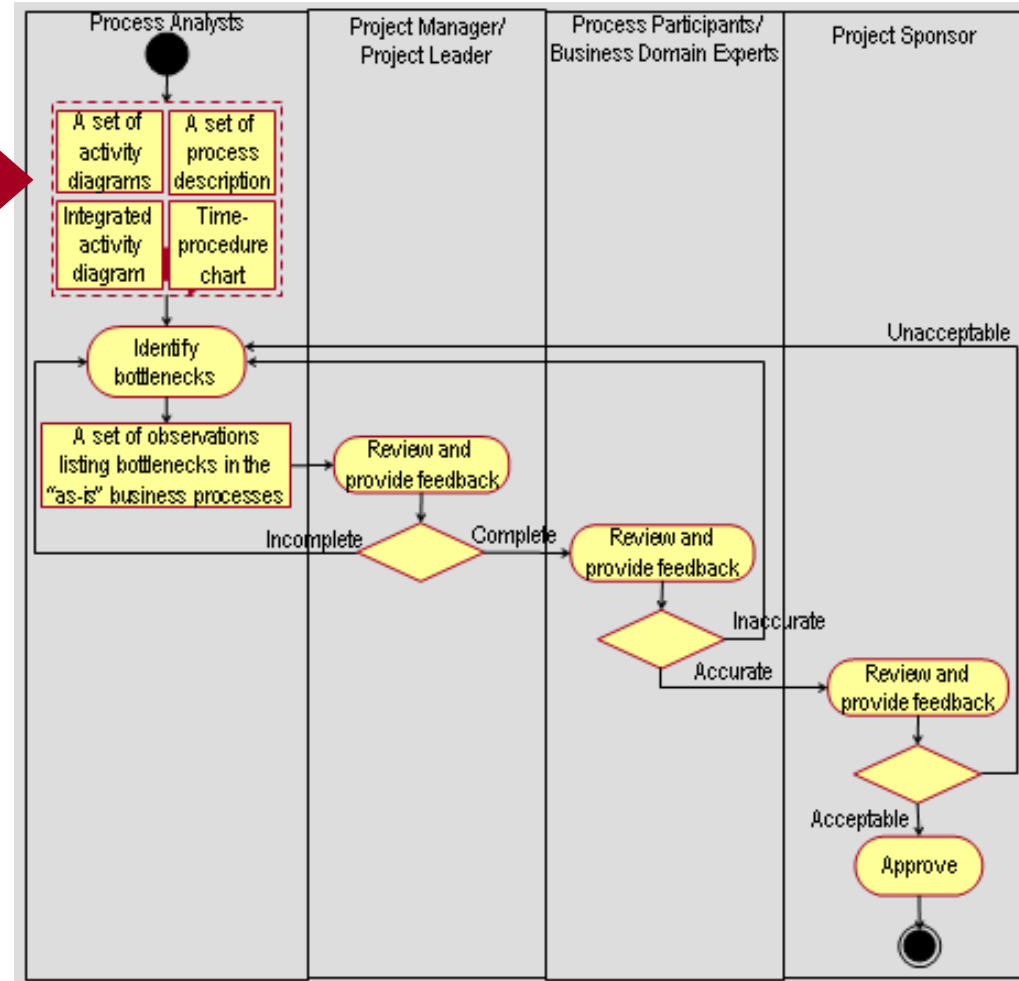 Process Analysts
Project Manager/
Project Leader
Process Participants/
Business Domain Experts
Project Sponsor
A set of
activity
diagrams
A set of
process
description
Integrated
activity
diagram
Time-
procedure
chart
Unacceptable
Identify
bottlenecks
A set of observations
listing bottlenecks in the
"as-is" business processes
Review and
provide feedback
Incomplete
Complete
Review and
provide feedback
Inaccurate
Accurate
Review and
provide feedback
Acceptable
Approve